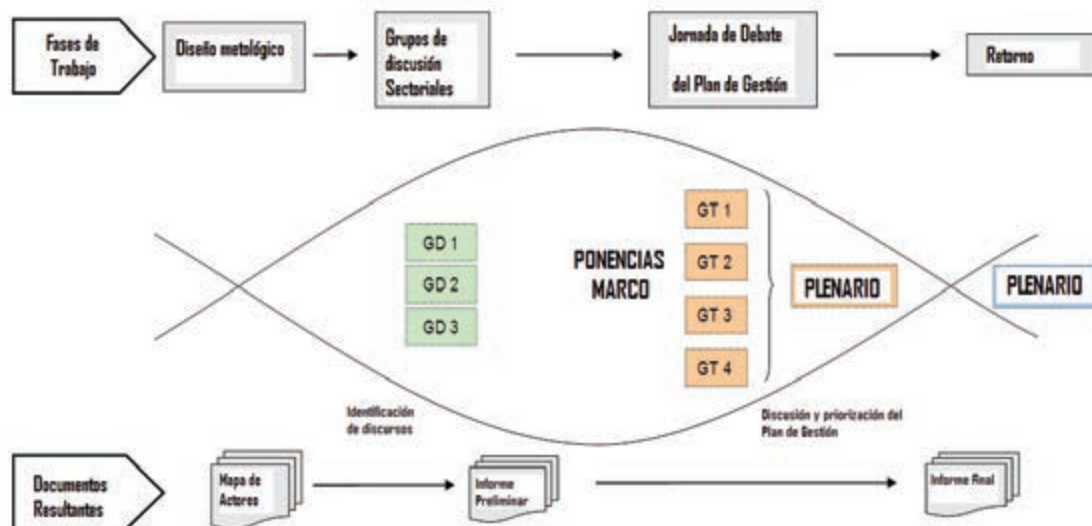 Fases de
Trabajo
Diseño metológico
Grupos de
discusión
Sectoriales
Jornada de Debate
del Plan de Gestión
Retorno
GD 1
GD 2
GD 3
PONENCIAS
MARCO
GT 1
GT 2
GT 3
GT 4
PLENARIO
PLENARIO
Identificación
de discursos
Discusión y priorización del
Plan de Gestión
Documentos
Resultantes
Mapa de
Actores
Informe
Preliminar
Informe Final